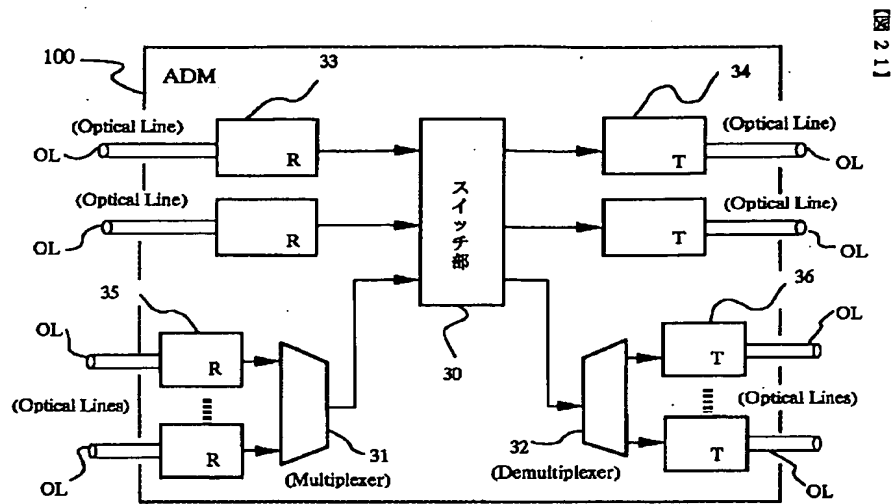 【図21】
100
ADM
33
34
(Optical Line)
(Optical Line)
OL
R
T
OL
(Optical Line)
(Optical Line)
OL
R
スイッチ部
T
OL
35
36
OL
OL
R
30
T
(Optical Lines)
(Optical Lines)
31
32
OL
R
(Multiplexer)
(Demultiplexer)
T
OL